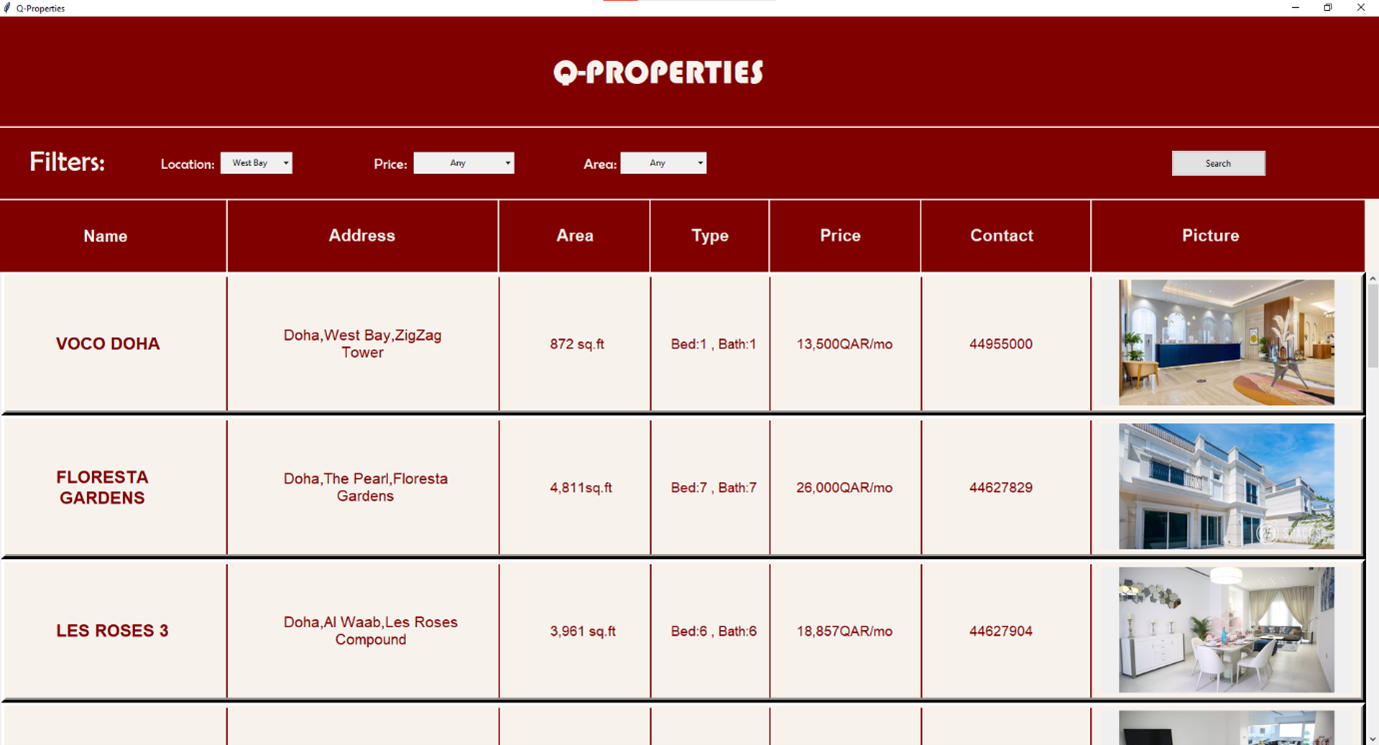 Q-Properties
Q-PROPERTIES
Filters:
Location:
West Bay
Price:
Any
Area:
Any
Search
Name
Address
Area
Type
Price
Contact
Picture
VOCO DOHA
Doha,West Bay,ZigZag
Tower
872 sq.ft
Bed:1 , Bath:1
13,500QAR/mo
44955000
FLORESTA
GARDENS
Doha,The Pearl,Floresta
Gardens
4,811sq.ft
Bed:7 , Bath:7
26,000QAR/mo
44627829
LES ROSES 3
Doha,Al Waab,Les Roses
Compound
3,961 sq.ft
Bed:6 , Bath:6
18,857QAR/mo
44627904